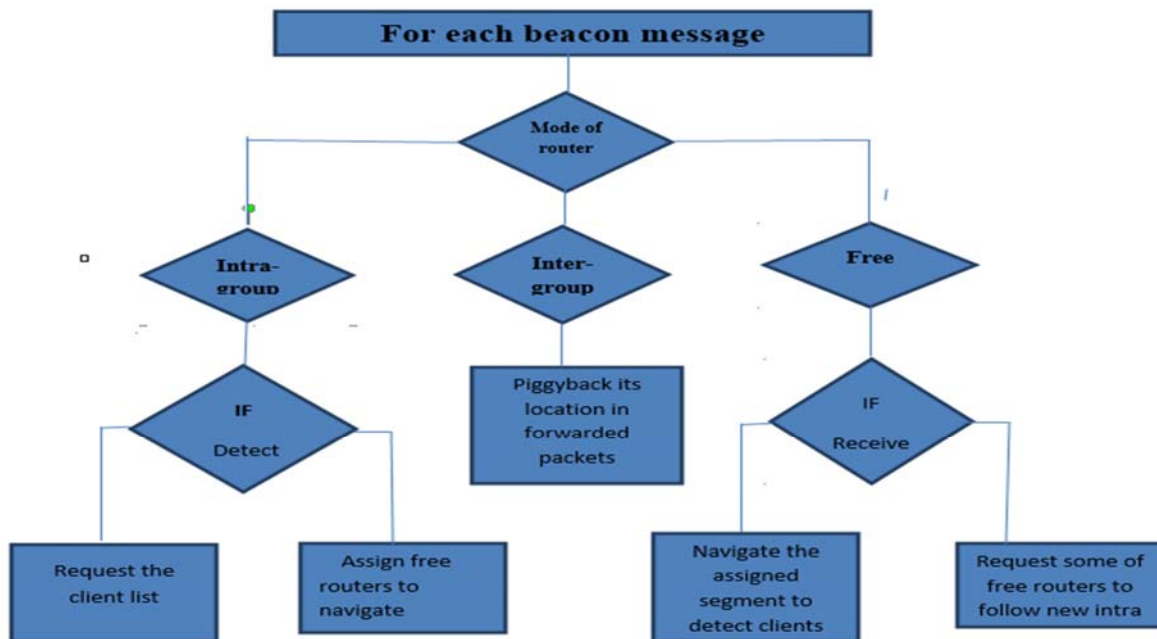 For each beacon message
Mode of
router
Intra-
group
Inter-
group
Free
IF
Detect
Piggyback its
location in
forwarded
packets
IF
Receive
Request the
client list
Assign free
routers to
navigate
Navigate the
assigned
segment to
detect clients
Request some of
free routers to
follow new intra